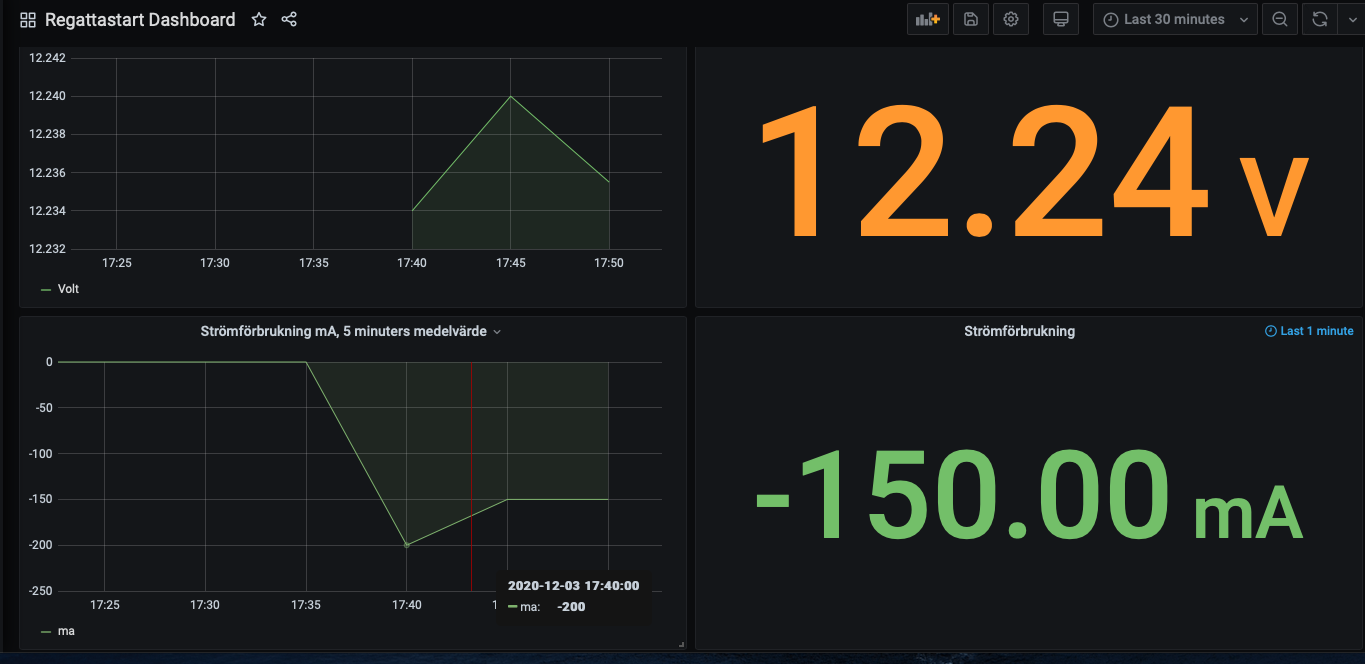 Regattastart Dashboard
Last 30 minutes
12.242
12.240
12.238
12.236
12.234
12.232
17:25 17:30 17:35 17:40 17:45 17:50
Volt
12.24 V
Strömförbrukning mA, 5 minuters medelvärde
0
-50
-100
-150
-200
-250
17:25 17:30 17:35 17:40
2020-12-03 17:40:00
ma: -200
ma
Strömförbrukning
Last 1 minute
-150.00 mA